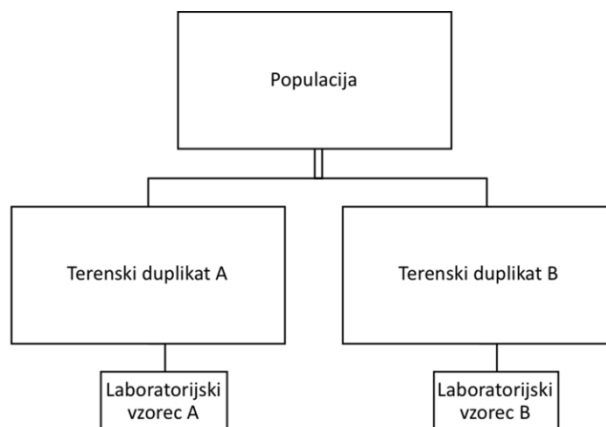 Populacija
Terenski duplikat A
Terenski duplikat B
Laboratorijski
vzorec A
Laboratorijski
vzorec B